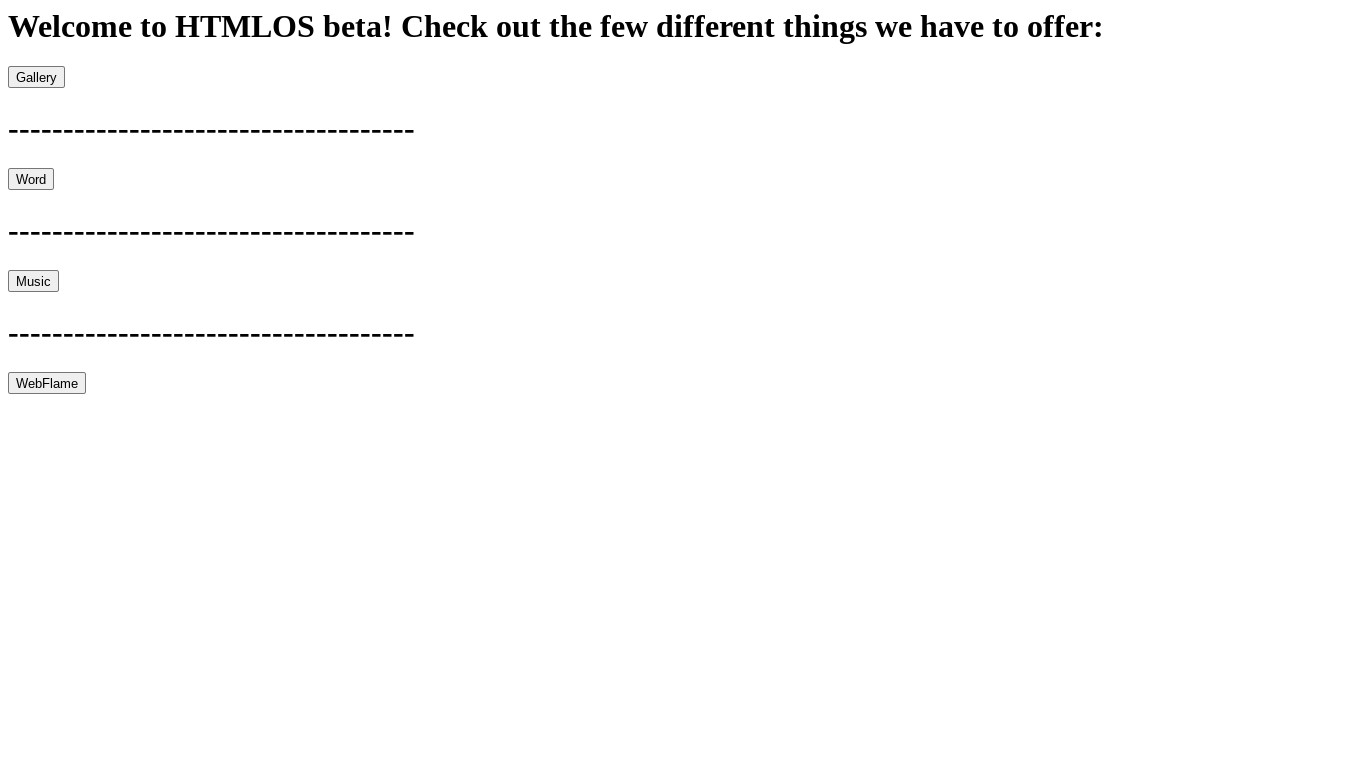 Welcome to HTMLOS beta! Check out the few different things we have to offer:
Gallery
-------------------------------------
Word
-------------------------------------
Music
-------------------------------------
WebFlame